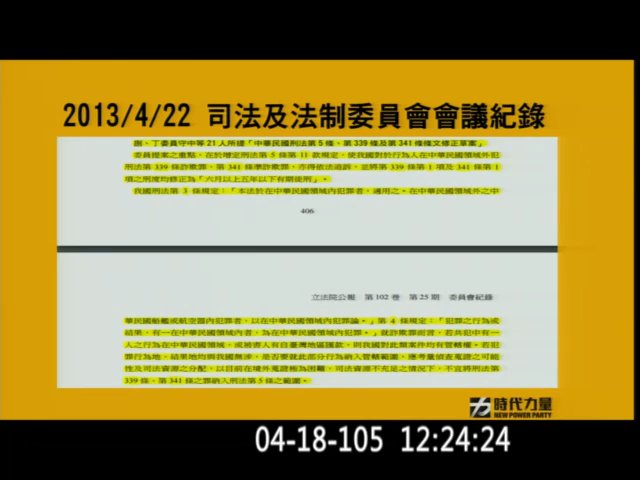 2013/4/22 司法及法制委員會會議紀錄
捌、丁委員守中等21人所提「中華民國刑法第5條、第339條及第341條條文修正草案」
委員提案之重點，在於增定刑法第5條第11款規定，使我國對於行為人在中華民國領域外犯
刑法第339條詐欺罪、第341條準詐欺罪，亦得依法追訴，並將第339條第1項及341條第1
項之刑度均修正為「六月以上五年以下有期徒刑」。
我國刑法第3條規定：「本法於在中華民國領域內犯罪者，適用之。在中華民國領域外之中
406
立法院公報 第102卷 第25期 委員會紀錄
華民國船艦或航空器內犯罪者，以在中華民國領域內犯罪論。」第4條規定：「犯罪之行為或
結果，有一在中華民國領域內者，為在中華民國領域內犯罪。」就詐欺罪而言，若共犯中有一
人之行為在中華民國領域，或被害人有自臺灣地區匯款，則我國對此類案件均有管轄權。若犯
罪行為地、結果地均與我國無涉，是否要就此部分行為納入管轄範圍，應考量偵查蒐證之可能
性及司法資源之分配，以目前在境外蒐證極為困難、司法資源不充足之情況下，不宜將刑法第
339條、第341條之罪納入刑法第5條之範圍。
時代力量
NEW POWER PARTY
04-18-105 12:24:24